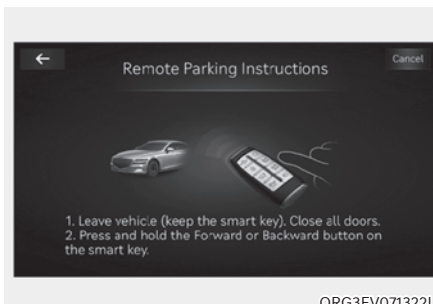 Remote Parking Instructions
Cancel
1. Leave vehicle (keep the smart key). Close all doors.
2. Press and hold the Forward or Backward button on
the smart key.